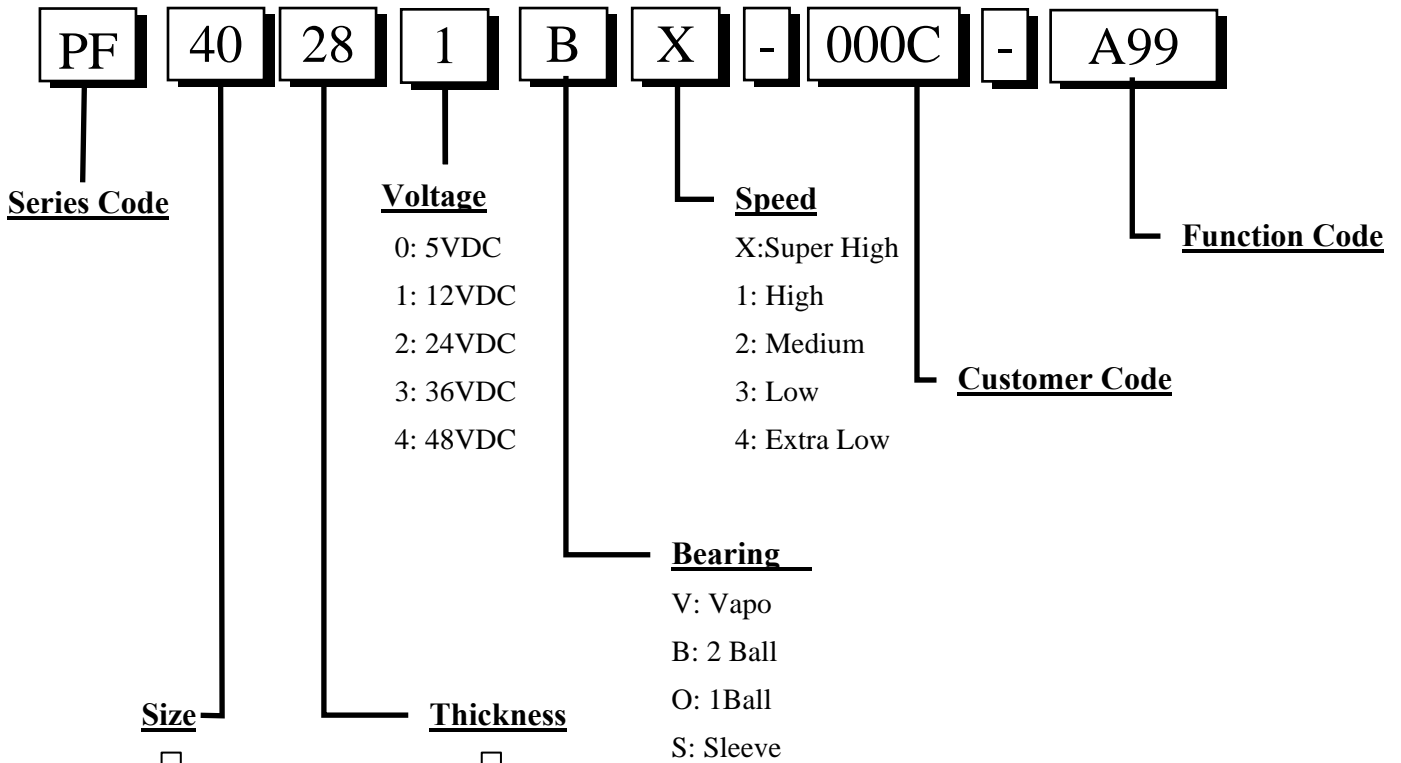 PF 40 28 1 B X - 000C - A99
Series Code
Voltage
0: 5VDC
1: 12VDC
2: 24VDC
3: 36VDC
4: 48VDC
Speed
X:Super High
1: High
2: Medium
3: Low
4: Extra Low
Function Code
Customer Code
Bearing
V: Vapo
B: 2 Ball
O: 1Ball
S: Sleeve
Size
Thickness